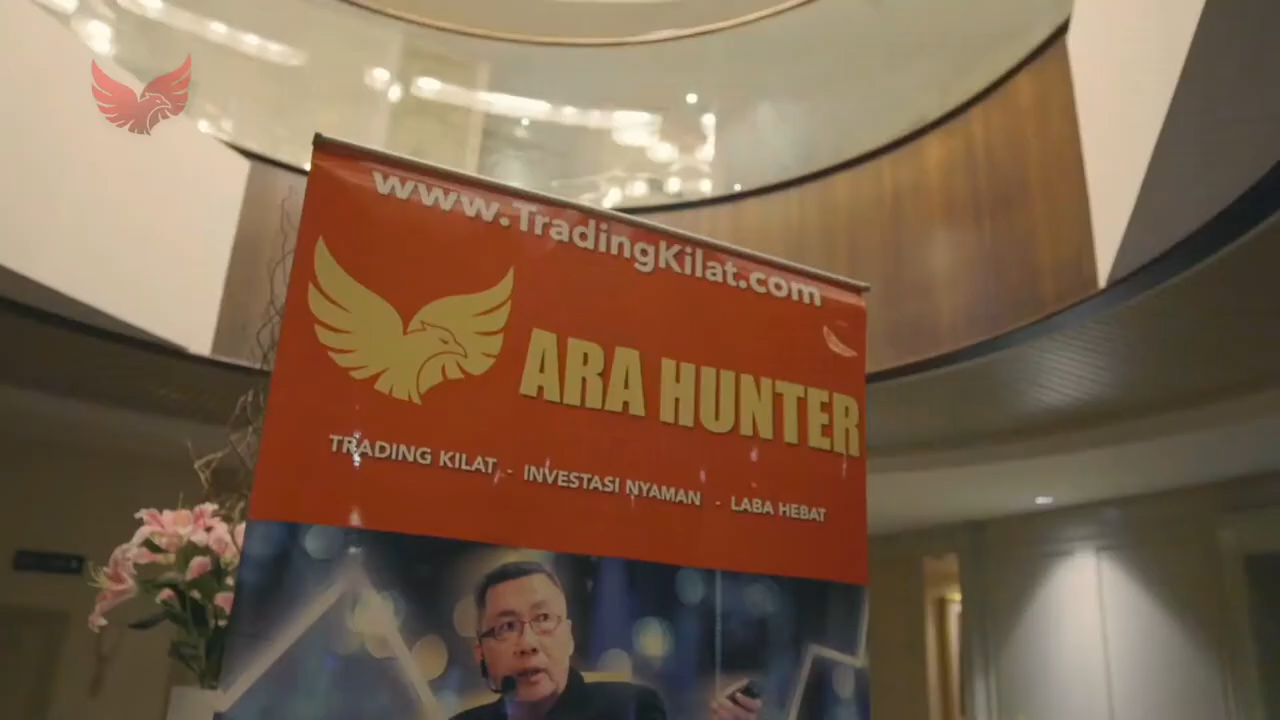 www.TradingKilat.com
ARA HUNTER
TRADING KILAT - INVESTASI NYAMAN - LABA HEBAT